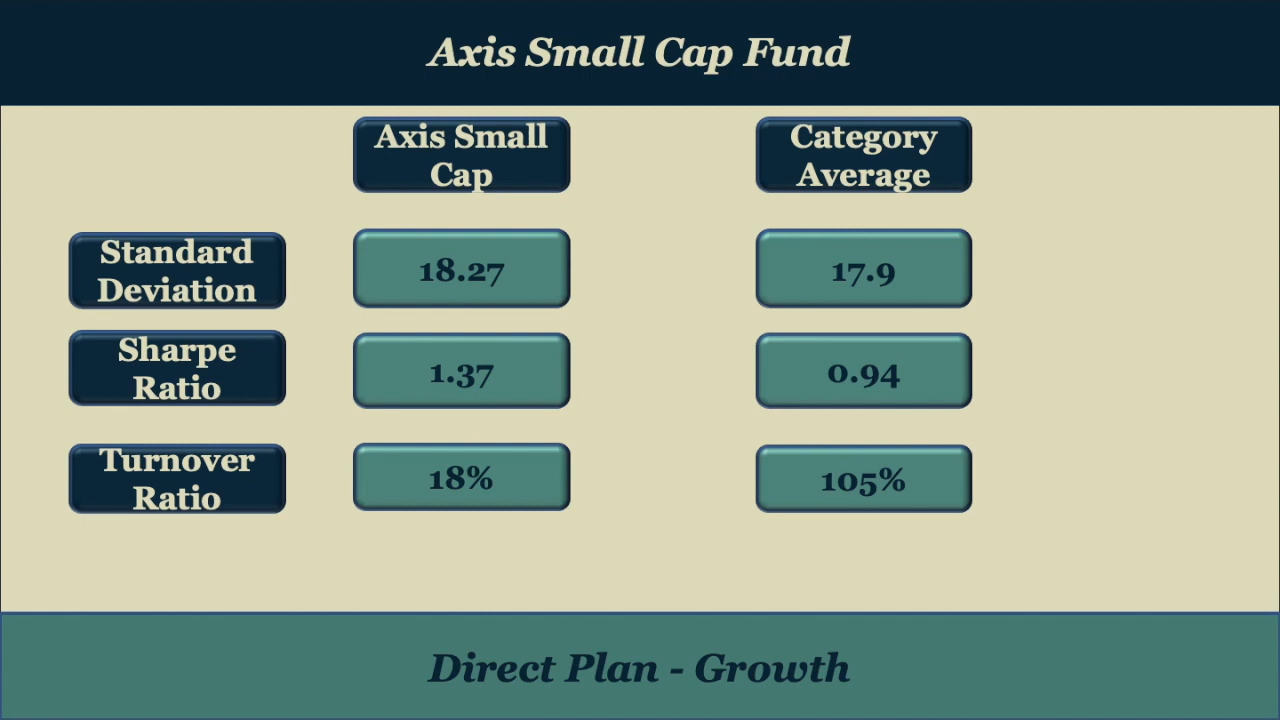 Axis Small Cap Fund
Axis Small
Cap
Category
Average
Standard
Deviation
18.27
17.9
Sharpe
Ratio
1.37
0.94
Turnover
Ratio
18%
105%
Direct Plan - Growth